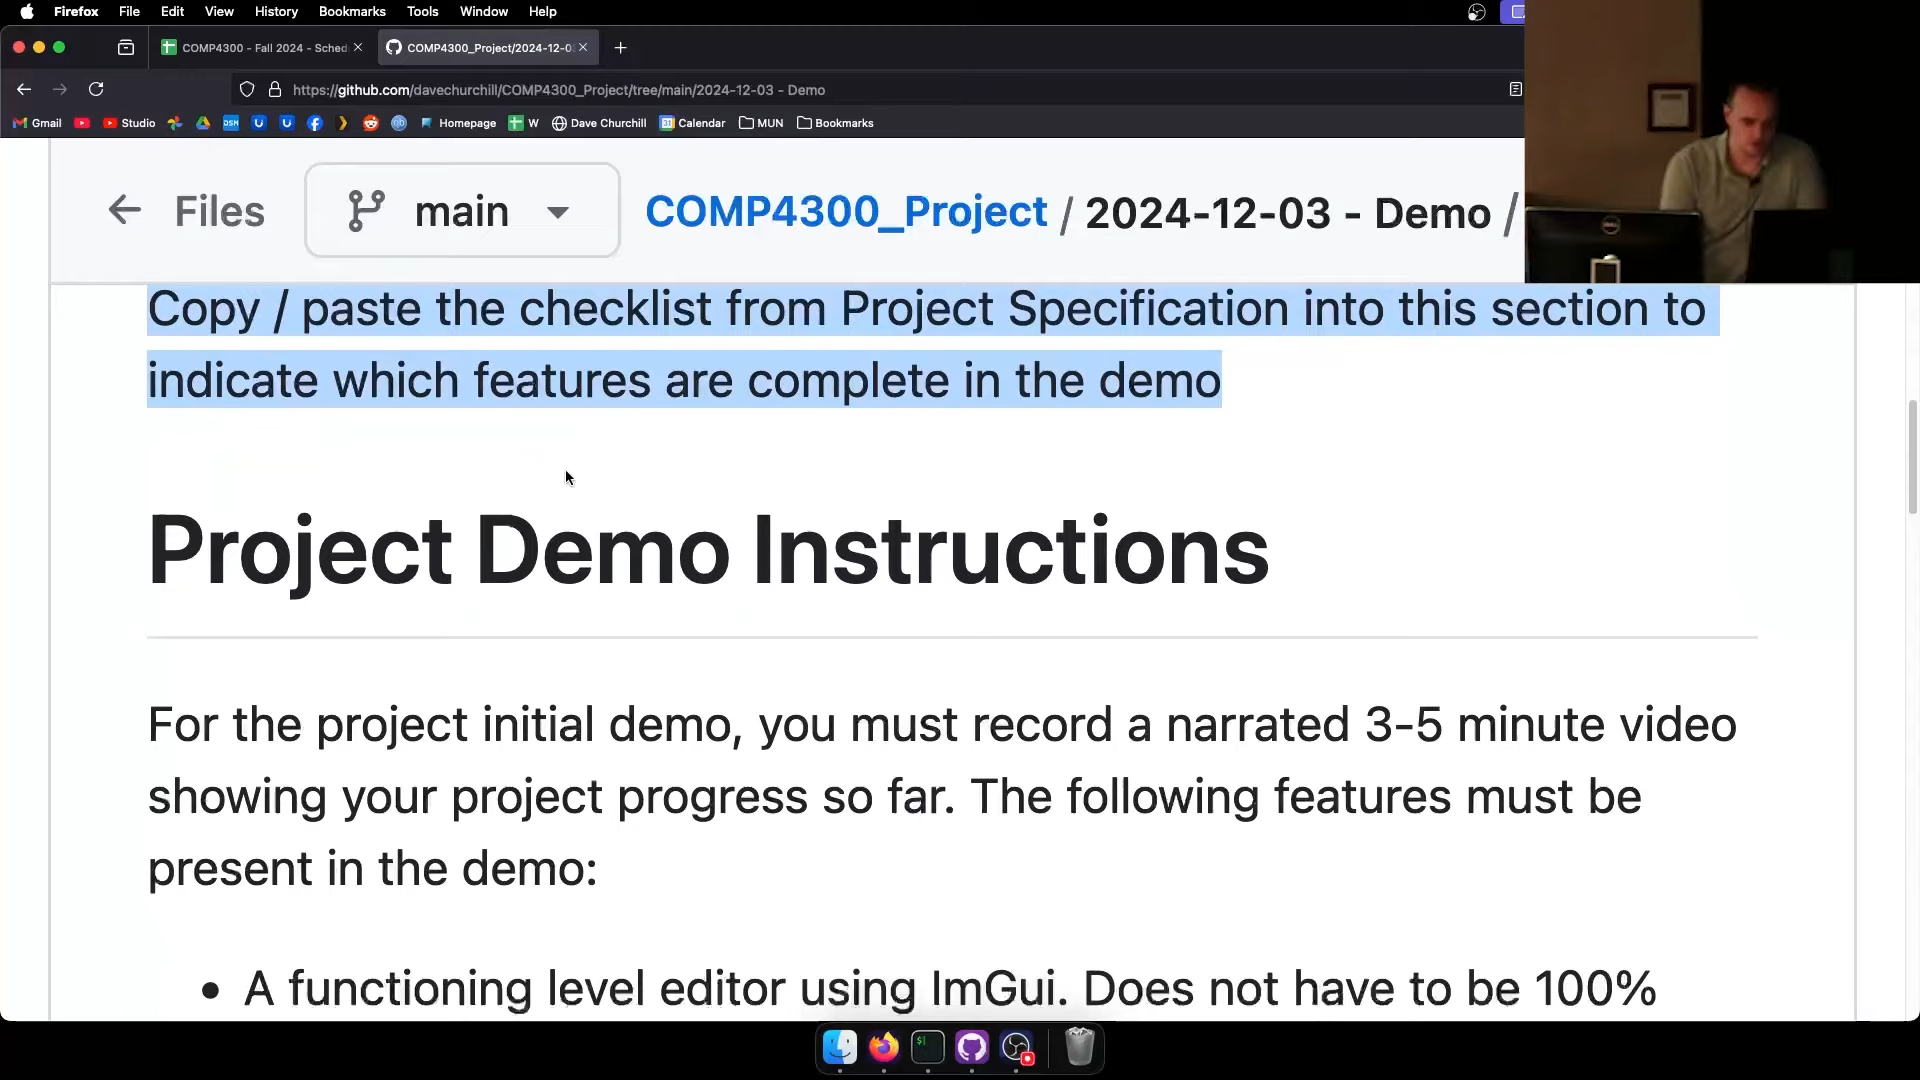 Firefox File Edit View History Bookmarks Tools Window Help
COMP4300 - Fall 2024 - Sched
COMP4300_Project/2024-12-0
https://github.com/davechurchill/COMP4300_Project/tree/main/2024-12-03 - Demo
Gmail Studio DSM Homepage W Dave Churchill Calendar MUN Bookmarks
Files main COMP4300_Project / 2024-12-03 - Demo /
Copy / paste the checklist from Project Specification into this section to
indicate which features are complete in the demo
Project Demo Instructions
For the project initial demo, you must record a narrated 3-5 minute video
showing your project progress so far. The following features must be
present in the demo:
• A functioning level editor using ImGui. Does not have to be 100%